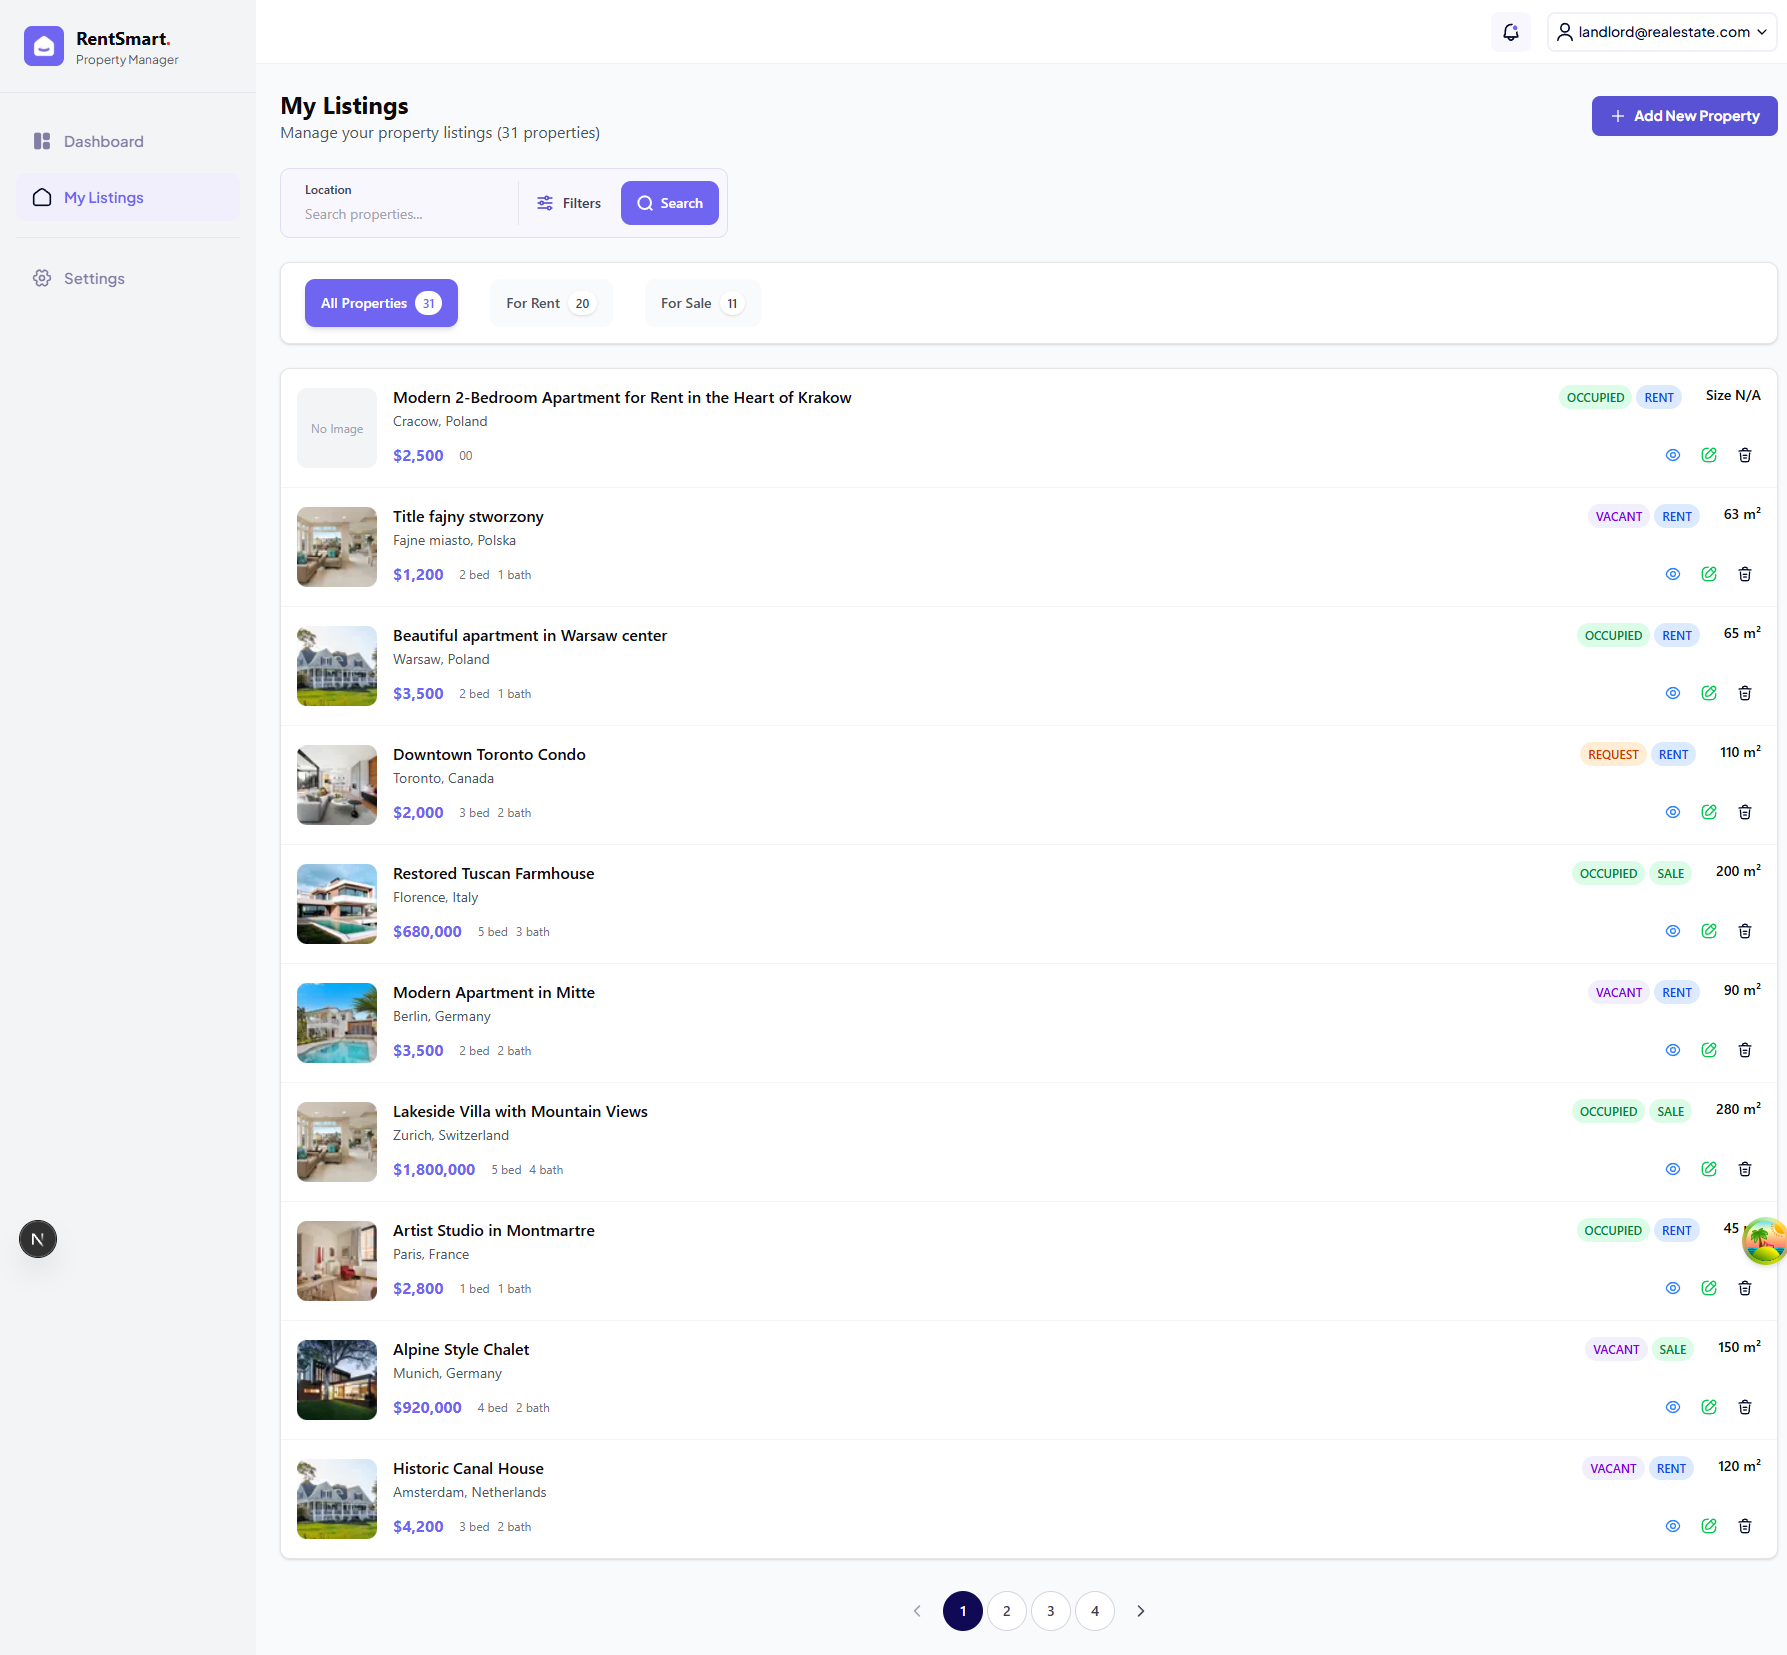 RentSmart.
Property Manager
landlord@realestate.com
Dashboard
My Listings
Settings
My Listings
Manage your property listings (31 properties)
+ Add New Property
Location
Search properties...
Filters
Search
All Properties 31
For Rent 20
For Sale 11
No Image
Modern 2-Bedroom Apartment for Rent in the Heart of Krakow
OCCUPIED RENT Size N/A
Cracow, Poland
$2,500 00
Title fajny stworzony
VACANT RENT 63 m²
Fajne miasto, Polska
$1,200 2 bed 1 bath
Beautiful apartment in Warsaw center
OCCUPIED RENT 65 m²
Warsaw, Poland
$3,500 2 bed 1 bath
Downtown Toronto Condo
REQUEST RENT 110 m²
Toronto, Canada
$2,000 3 bed 2 bath
Restored Tuscan Farmhouse
OCCUPIED SALE 200 m²
Florence, Italy
$680,000 5 bed 3 bath
Modern Apartment in Mitte
VACANT RENT 90 m²
Berlin, Germany
$3,500 2 bed 2 bath
Lakeside Villa with Mountain Views
OCCUPIED SALE 280 m²
Zurich, Switzerland
$1,800,000 5 bed 4 bath
Artist Studio in Montmartre
OCCUPIED RENT 45
Paris, France
$2,800 1 bed 1 bath
N
Alpine Style Chalet
VACANT SALE 150 m²
Munich, Germany
$920,000 4 bed 2 bath
Historic Canal House
VACANT RENT 120 m²
Amsterdam, Netherlands
$4,200 3 bed 2 bath
1 2 3 4